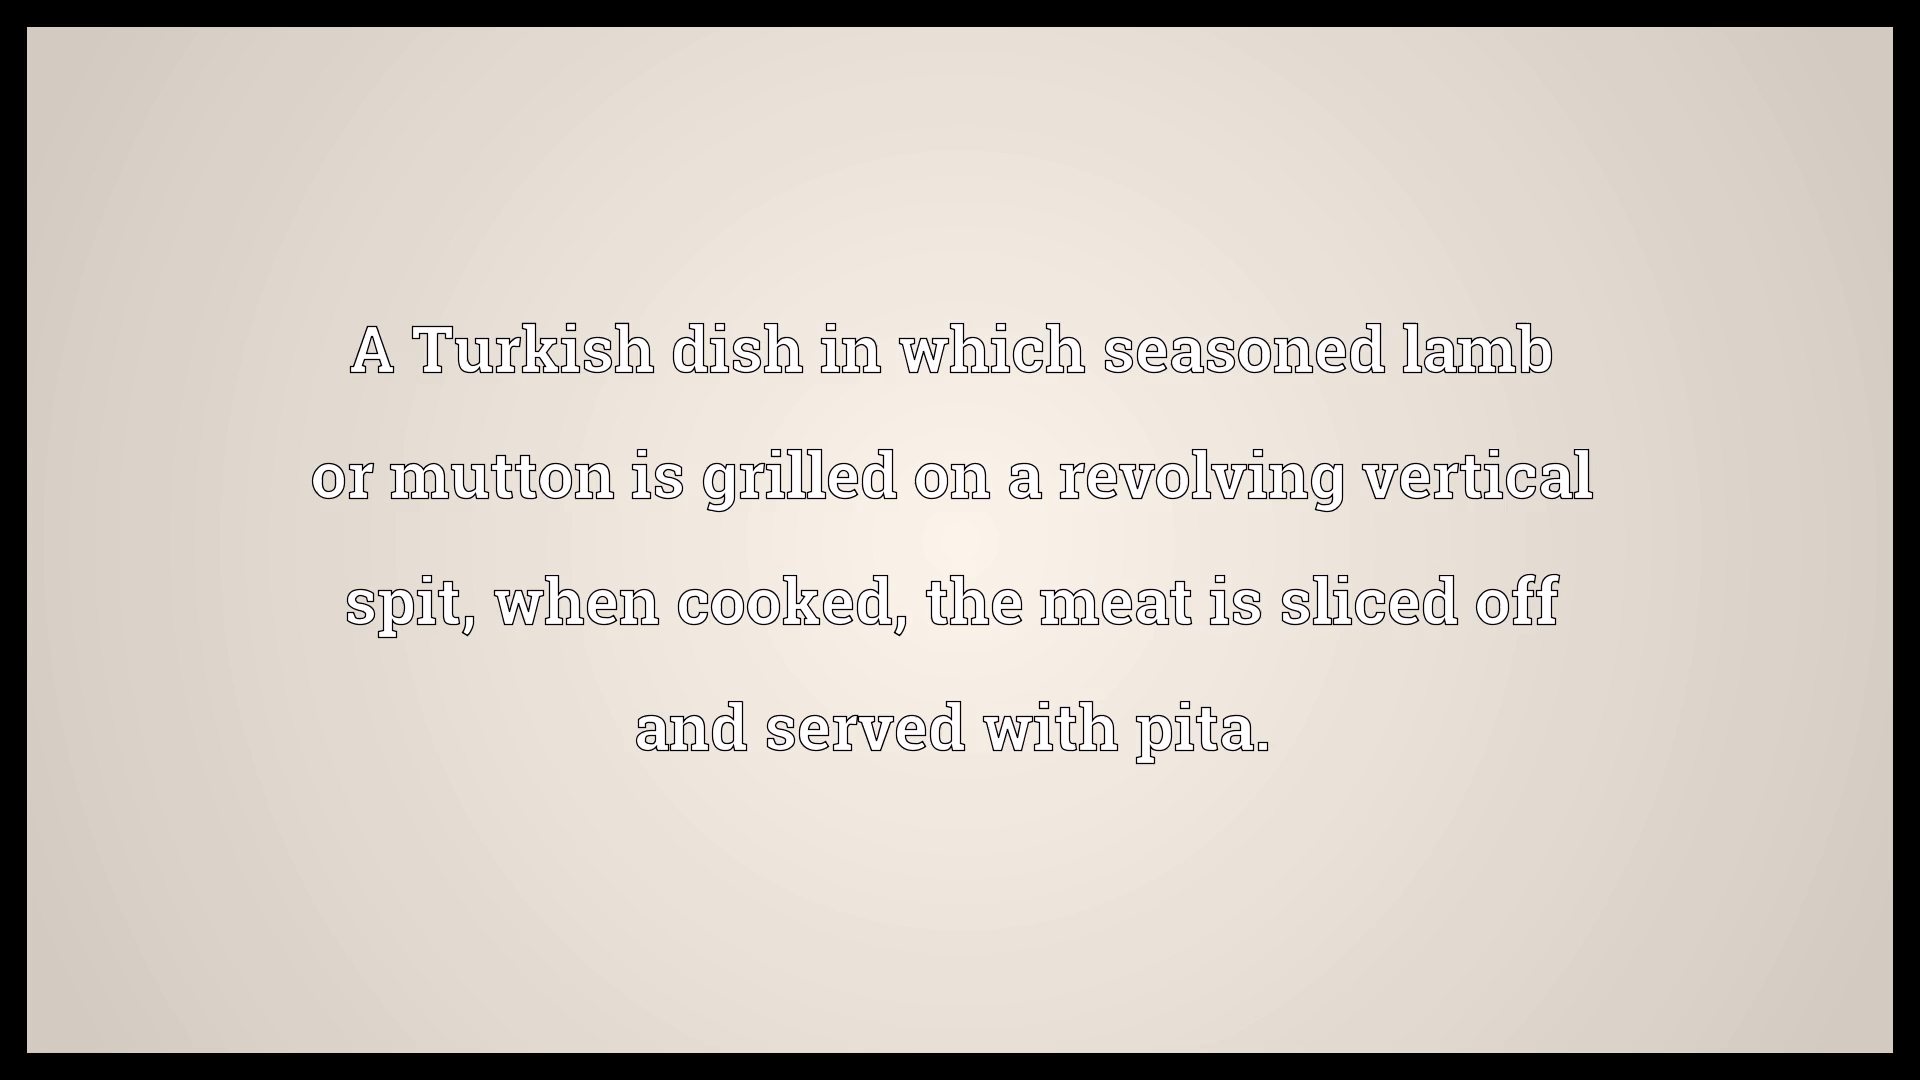 A Turkish dish in which seasoned lamb
or mutton is grilled on a revolving vertical
spit, when cooked, the meat is sliced off
and served with pita.